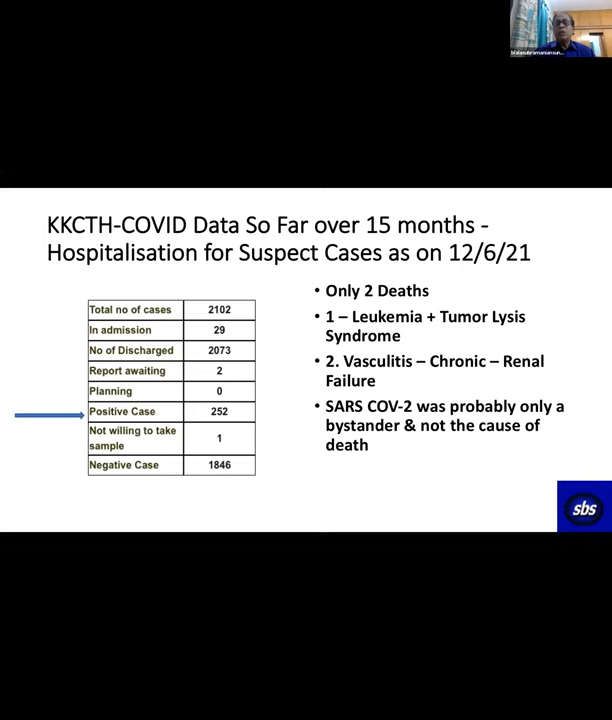 blalasubramaniansun...
KKCTH-COVID Data So Far over 15 months -
Hospitalisation for Suspect Cases as on 12/6/21
Total no of cases 2102
In admission 29
No of Discharged 2073
Report awaiting 2
Planning 0
Positive Case 252
Not willing to take
sample 1
Negative Case 1846
• Only 2 Deaths
• 1 – Leukemia + Tumor Lysis
Syndrome
• 2. Vasculitis – Chronic – Renal
Failure
• SARS COV-2 was probably only a
bystander & not the cause of
death
sbs